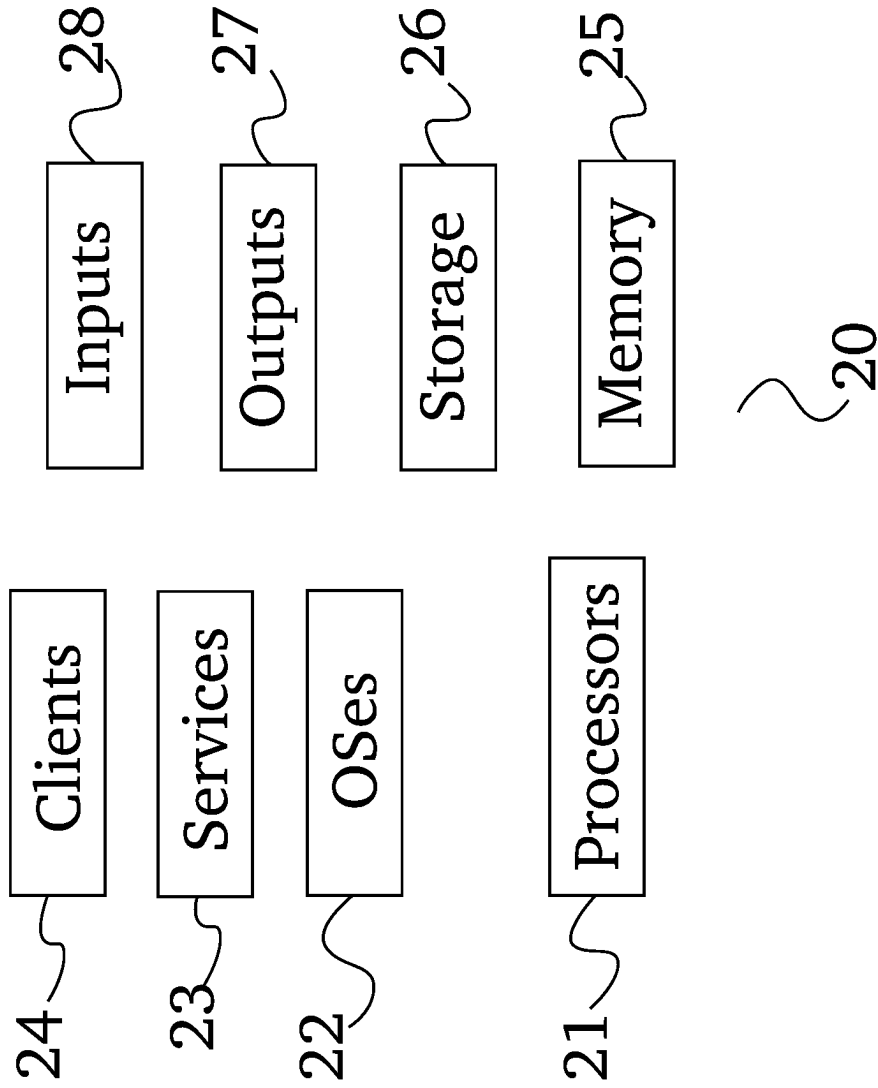 24
Clients
23
Services
22
OSes
21
Processors
Inputs
28
Outputs
27
Storage
26
Memory
25
20